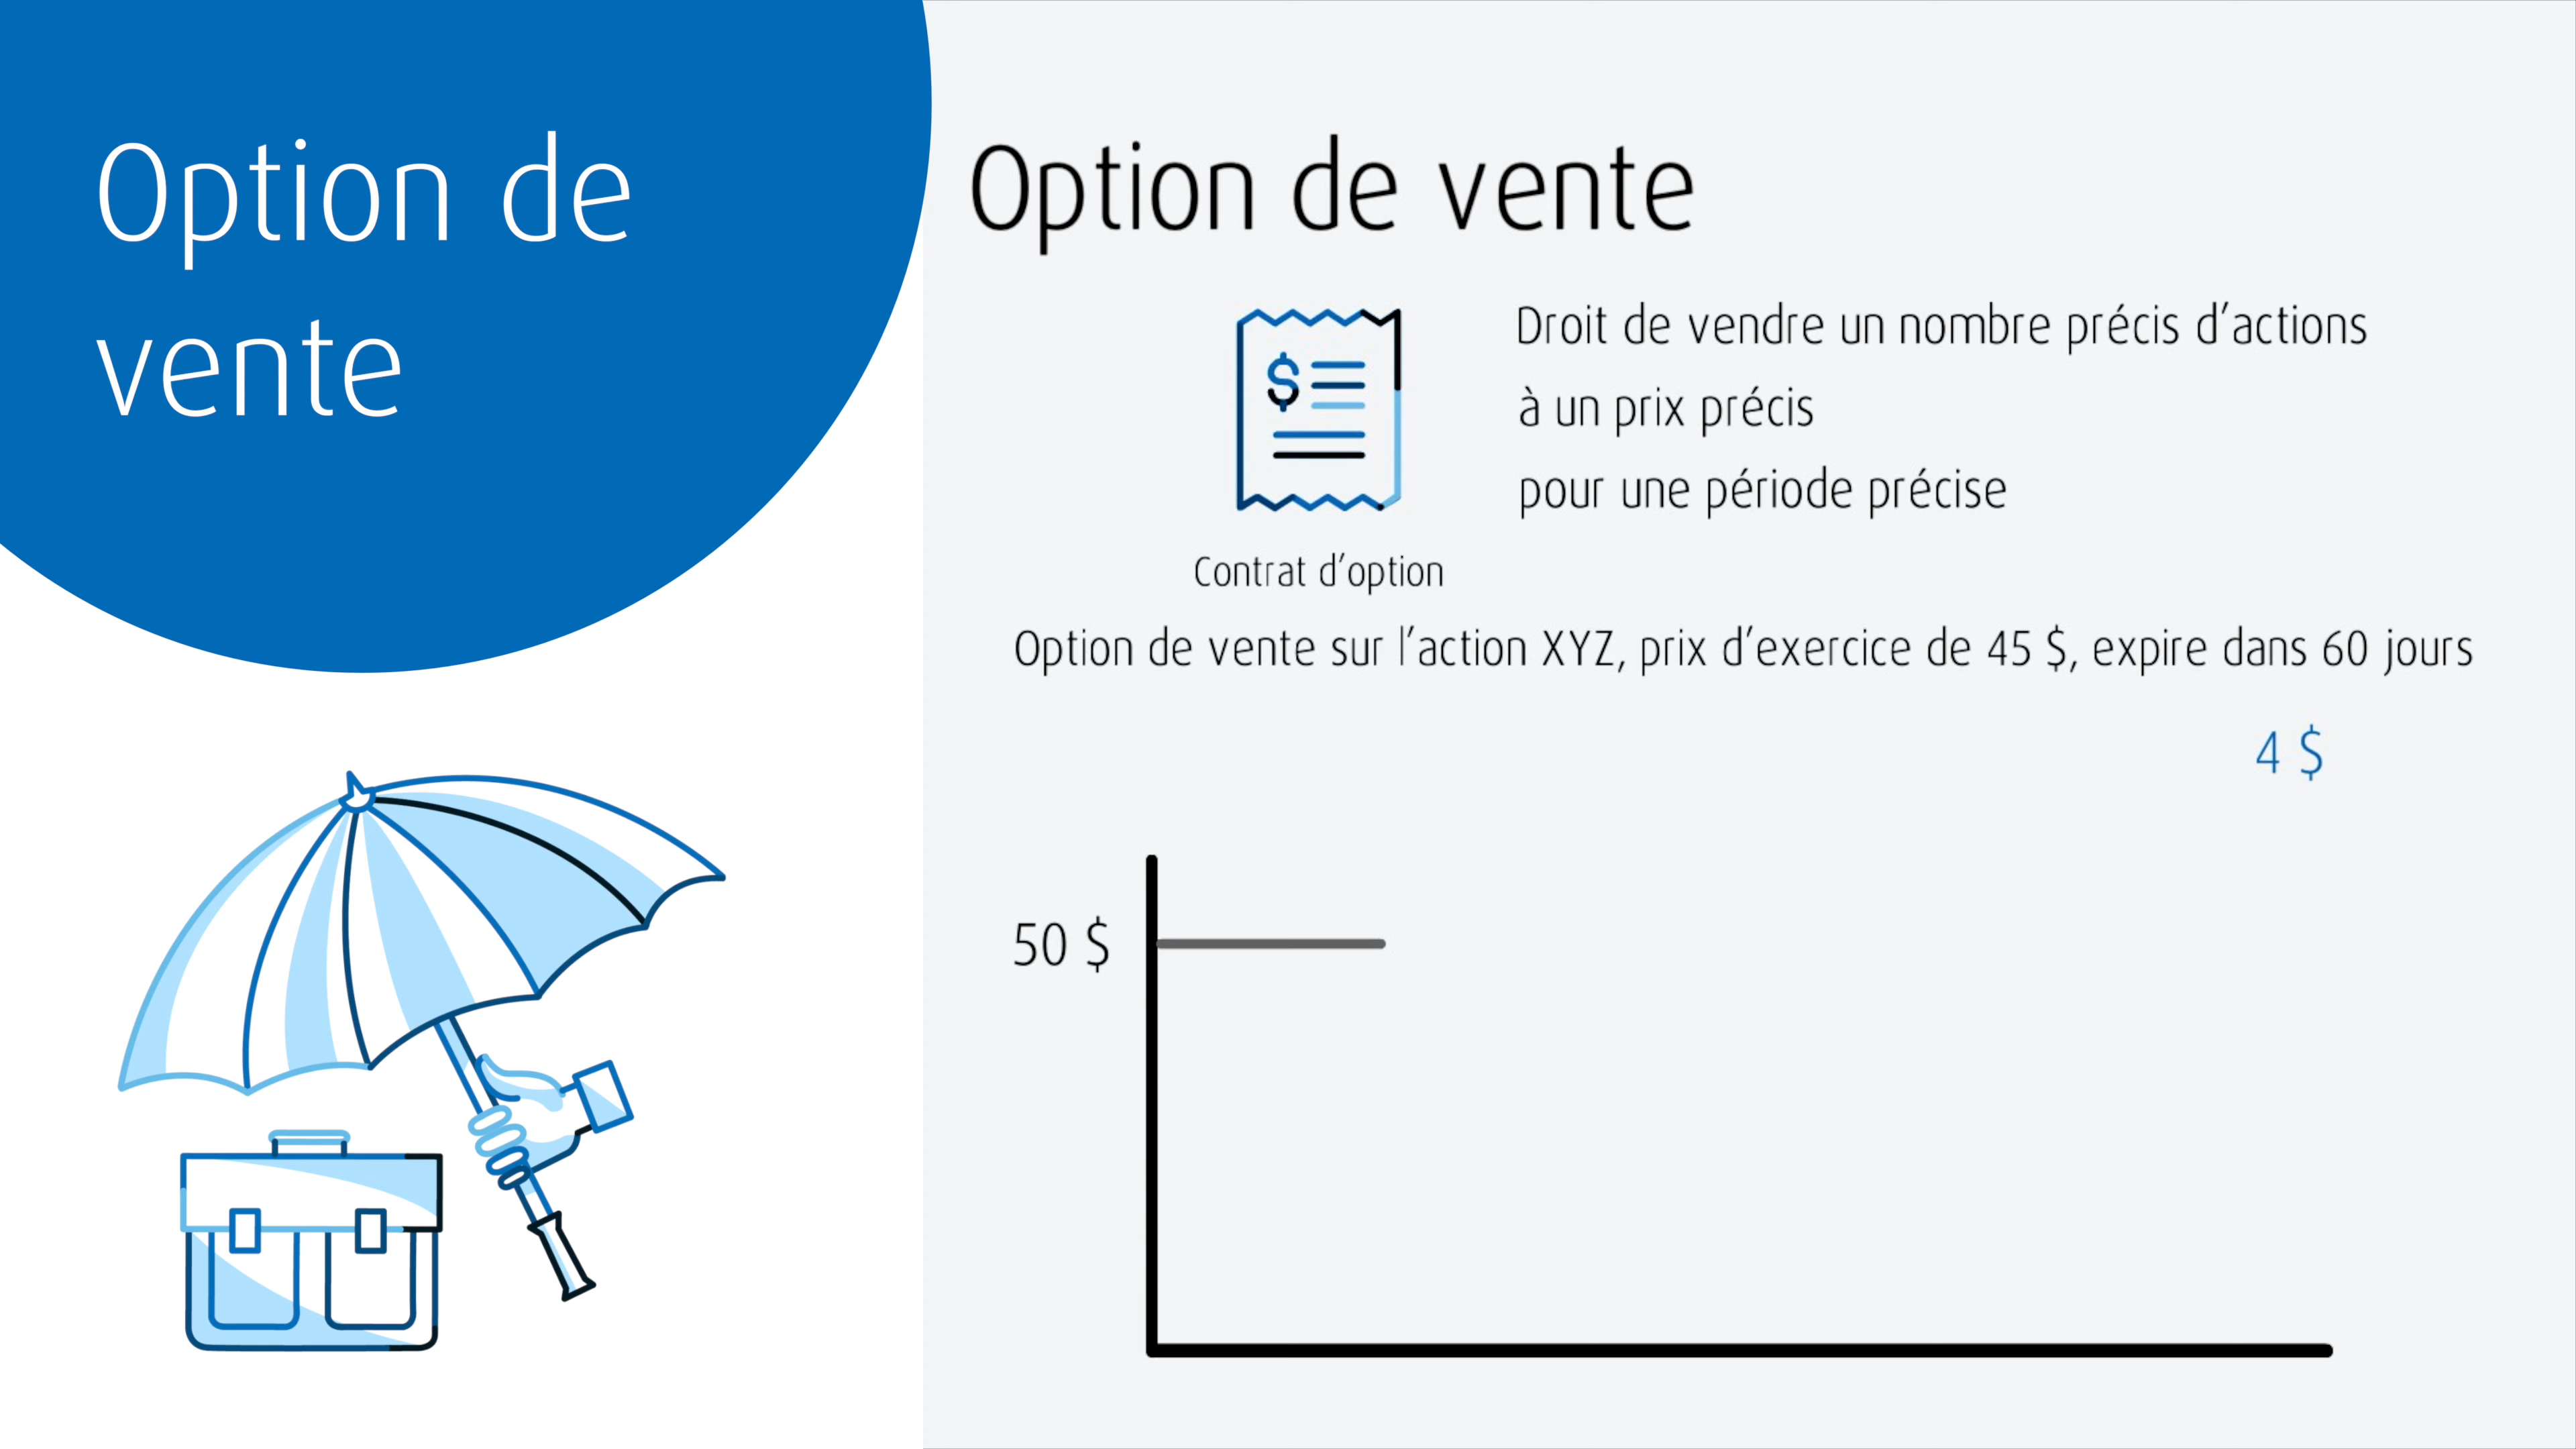 Option de
vente
Option de vente
Droit de vendre un nombre précis d’actions
à un prix précis
pour une période précise
$
Contrat d’option
Option de vente sur l’action XYZ, prix d’exercice de 45 $, expire dans 60 jours
4 $
50 $